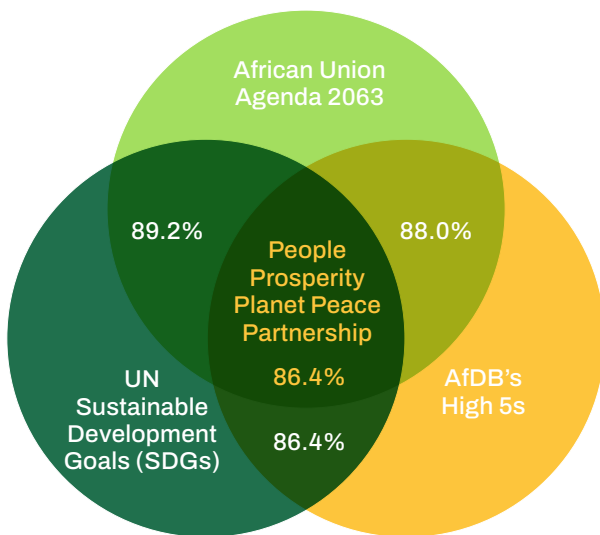 African Union
Agenda 2063
89.2%
88.0%
People
Prosperity
Planet Peace
Partnership
86.4%
UN
Sustainable
Development
Goals (SDGs)
AfDB's
High 5s
86.4%